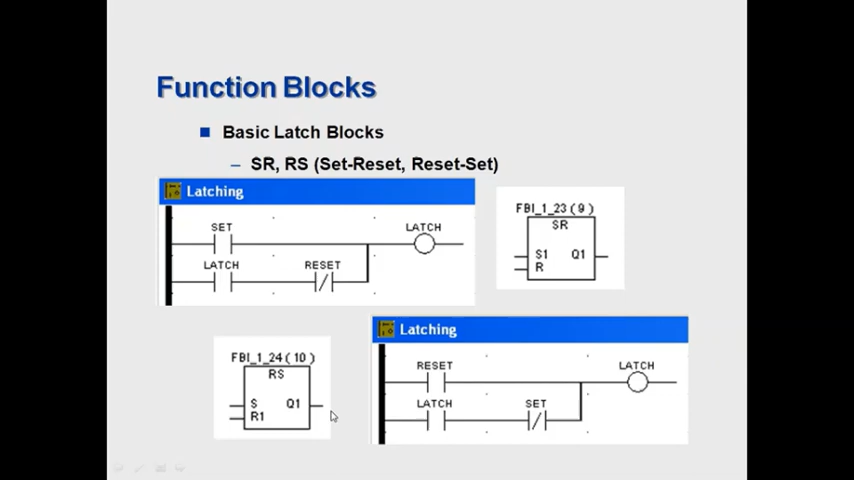 Function Blocks
Basic Latch Blocks
– SR, RS (Set-Reset, Reset-Set)
Latching
SET
LATCH
LATCH
RESET
FBI_1_23 ( 9 )
SR
S1 Q1
R
FBI_1_24 ( 10 )
RS
S Q1
R1
Latching
RESET
LATCH
LATCH
SET